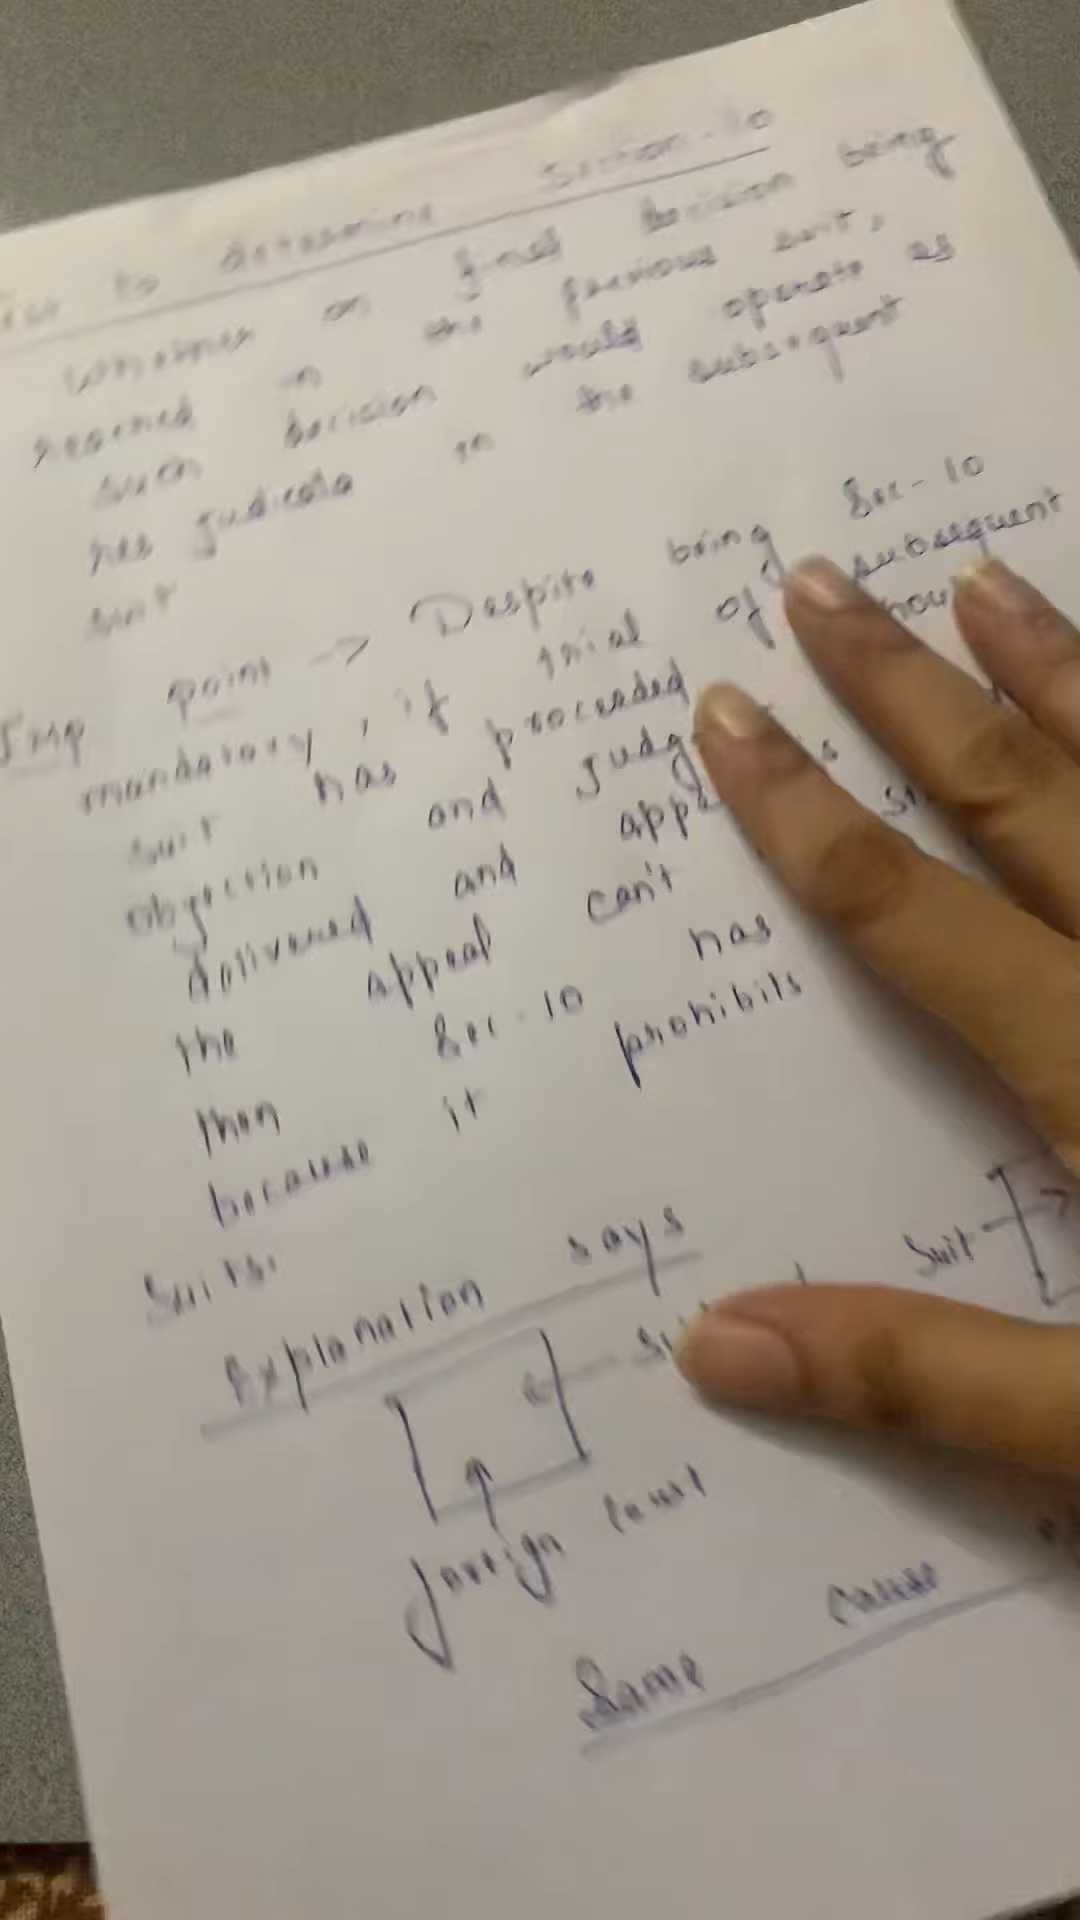 Test to determine Section-10
Whether on final decision being
reached in the previous suit,
such decision would operate as
res judicata in the subsequent
suit
Imp point -> Despite being Sec-10
mandatory, if trial of subsequent
suit has proceeded
objection and
delivered and
the appeal can't
then Sec-10 has
because it prohibits
suits.
Explanation says
Suit
foreign court
Same cause